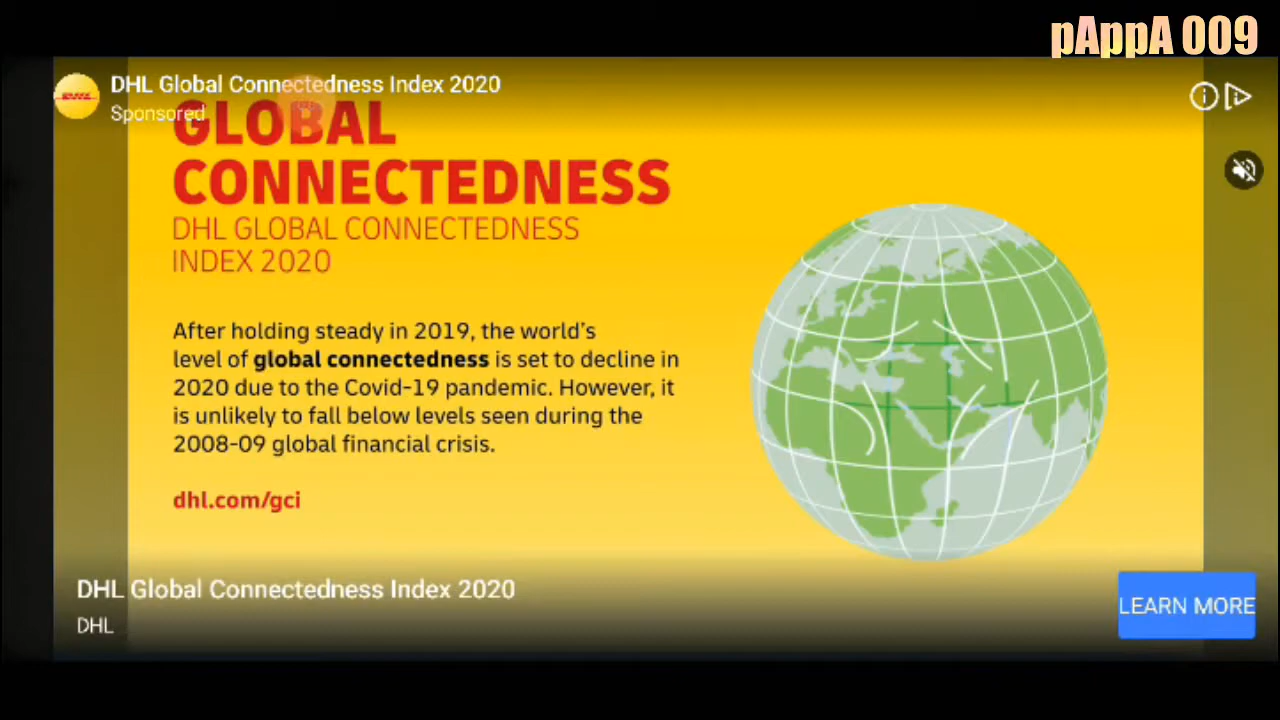 pAppA 009
DHL Global Connectedness Index 2020
Sponsored
DHL
GLOBAL
CONNECTEDNESS
DHL GLOBAL CONNECTEDNESS
INDEX 2020
After holding steady in 2019, the world's
level of global connectedness is set to decline in
2020 due to the Covid-19 pandemic. However, it
is unlikely to fall below levels seen during the
2008-09 global financial crisis.
dhl.com/gci
DHL Global Connectedness Index 2020
DHL
LEARN MORE